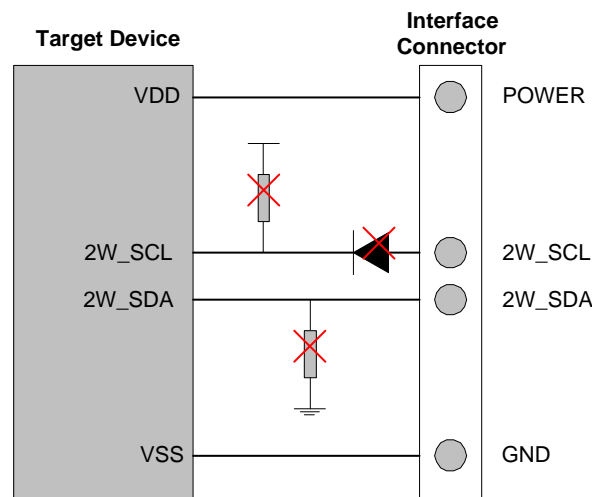 Target Device
Interface
Connector
VDD
POWER
2W_SCL
2W_SCL
2W_SDA
2W_SDA
VSS
GND